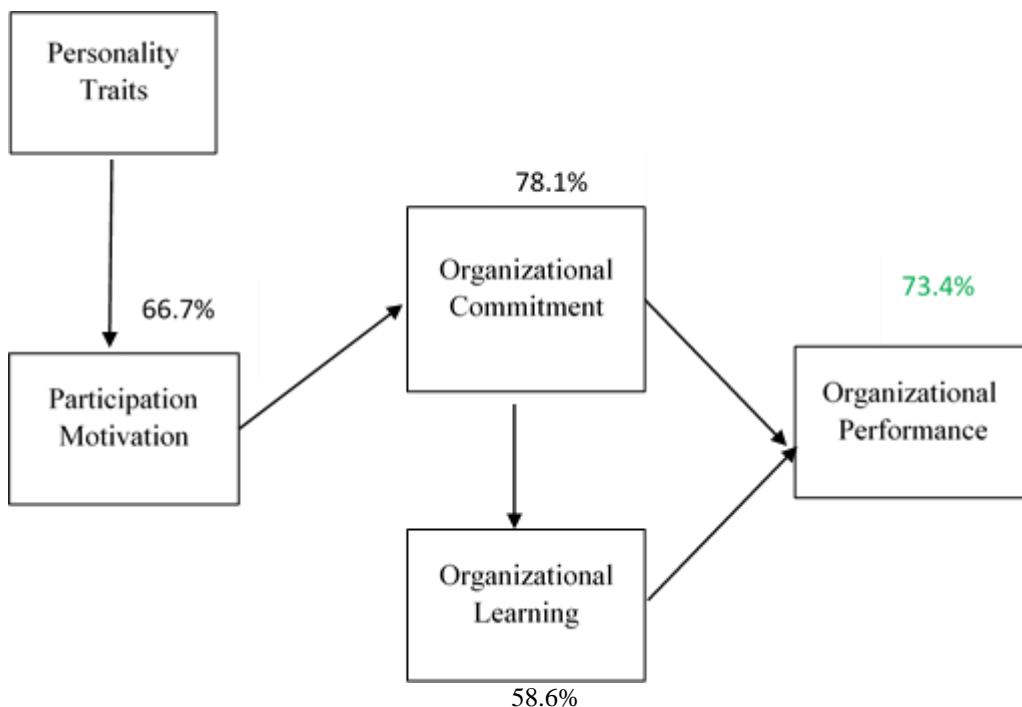 Personality
Traits
78.1%
Organizational
Commitment
73.4%
66.7%
Participation
Motivation
Organizational
Performance
Organizational
Learning
58.6%